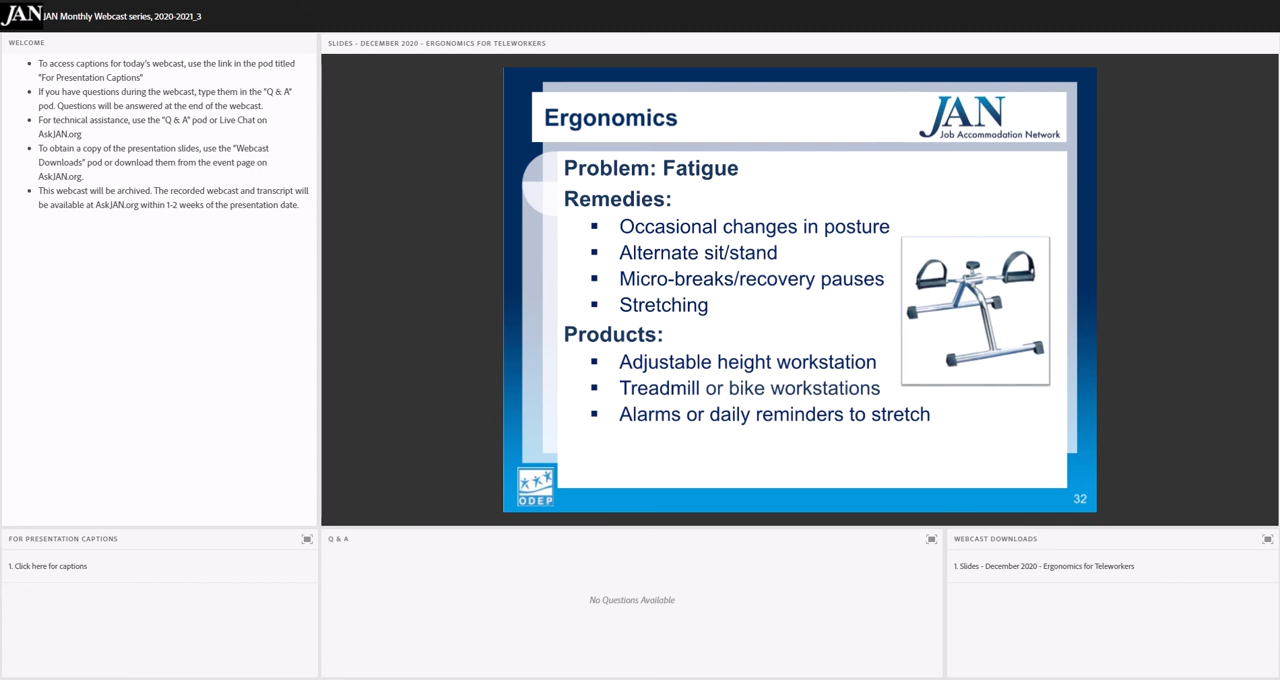 JAN JAN Monthly Webcast series, 2020-2021_3
WELCOME
To access captions for today's webcast, use the link in the pod titled
"For Presentation Captions"
If you have questions during the webcast, type them in the "Q & A"
pod. Questions will be answered at the end of the webcast.
For technical assistance, use the "Q & A" pod or Live Chat on
AskJAN.org
To obtain a copy of the presentation slides, use the "Webcast
Downloads" pod or download them from the event page on
AskJAN.org.
This webcast will be archived. The recorded webcast and transcript will
be available at AskJAN.org within 1-2 weeks of the presentation date.
SLIDES - DECEMBER 2020 - ERGONOMICS FOR TELEWORKERS
Ergonomics
JAN
Job Accommodation Network
Problem: Fatigue
Remedies:
Occasional changes in posture
Alternate sit/stand
Micro-breaks/recovery pauses
Stretching
Products:
Adjustable height workstation
Treadmill or bike workstations
Alarms or daily reminders to stretch
ODEP
32
FOR PRESENTATION CAPTIONS
1. Click here for captions
Q & A
No Questions Available
WEBCAST DOWNLOADS
1. Slides - December 2020 - Ergonomics for Teleworkers